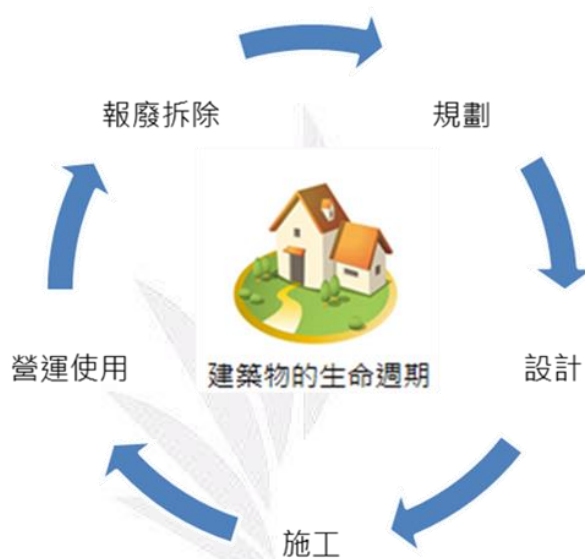 報廢拆除
規劃
營運使用
建築物的生命週期
設計
施工